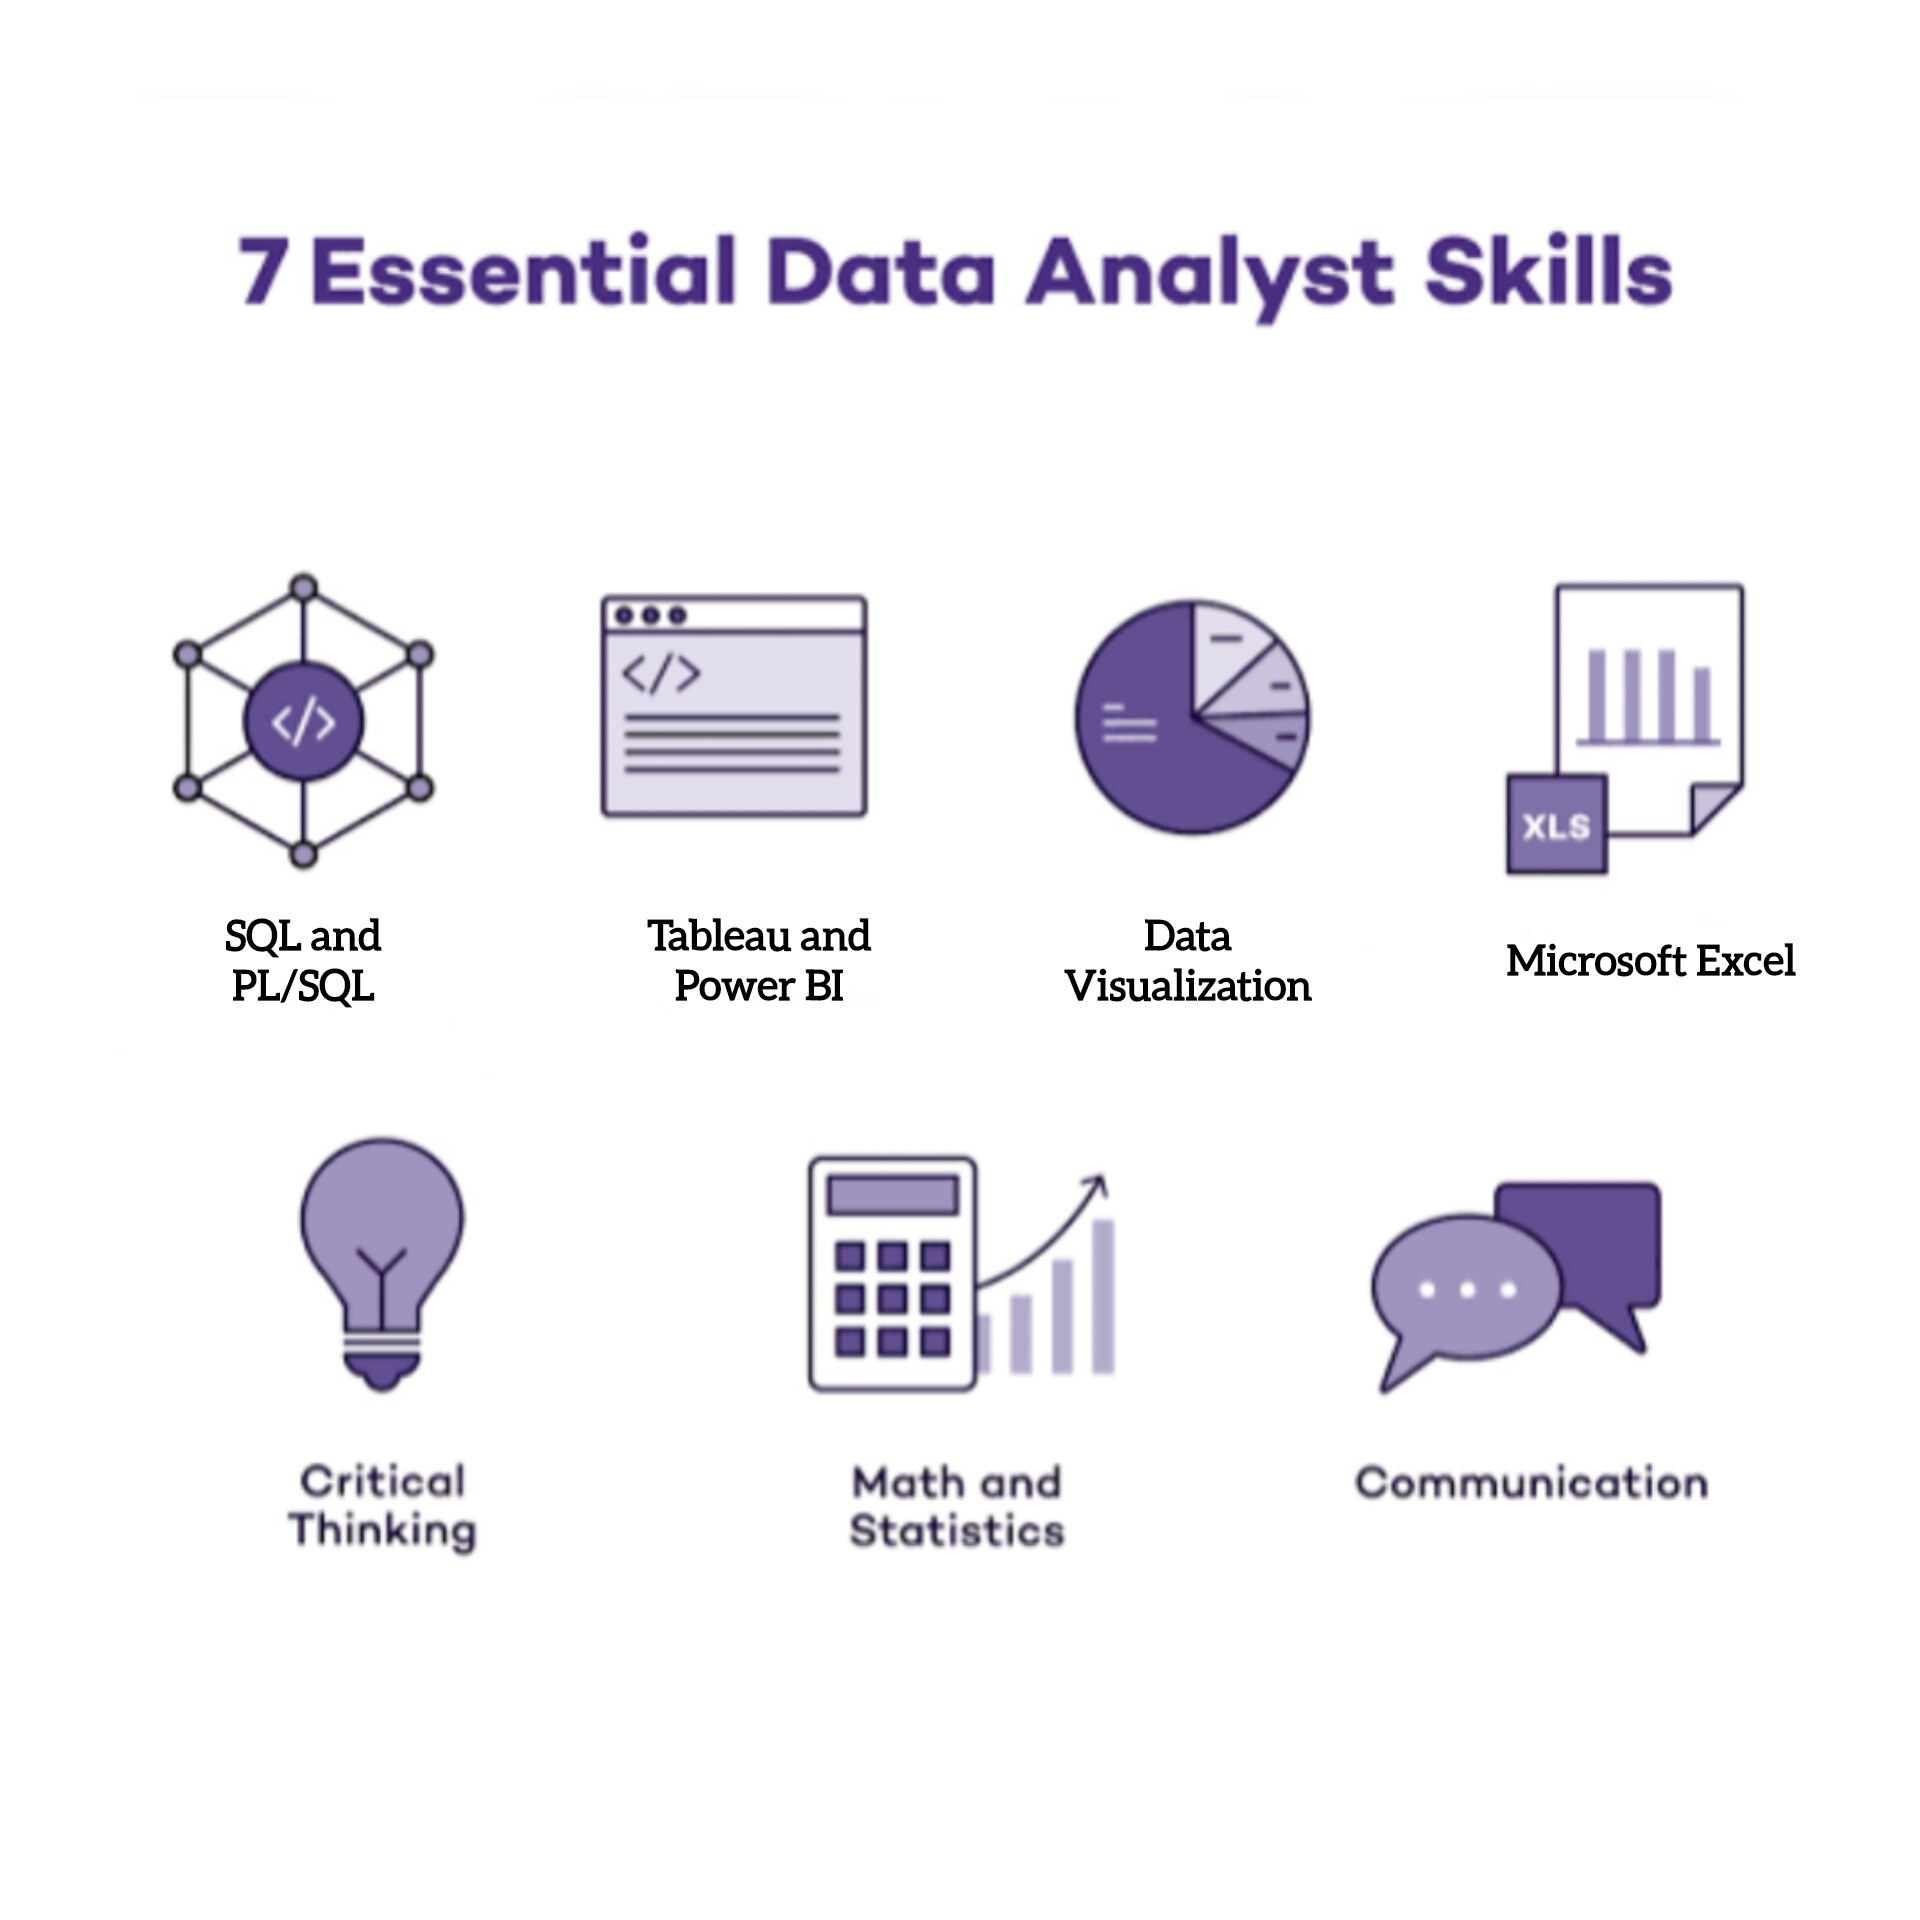 7 Essential Data Analyst Skills
</>
</>
XLS
SQL and
PL/SQL
Tableau and
Power BI
Data
Visualization
Microsoft Excel
Critical
Thinking
Math and
Statistics
Communication